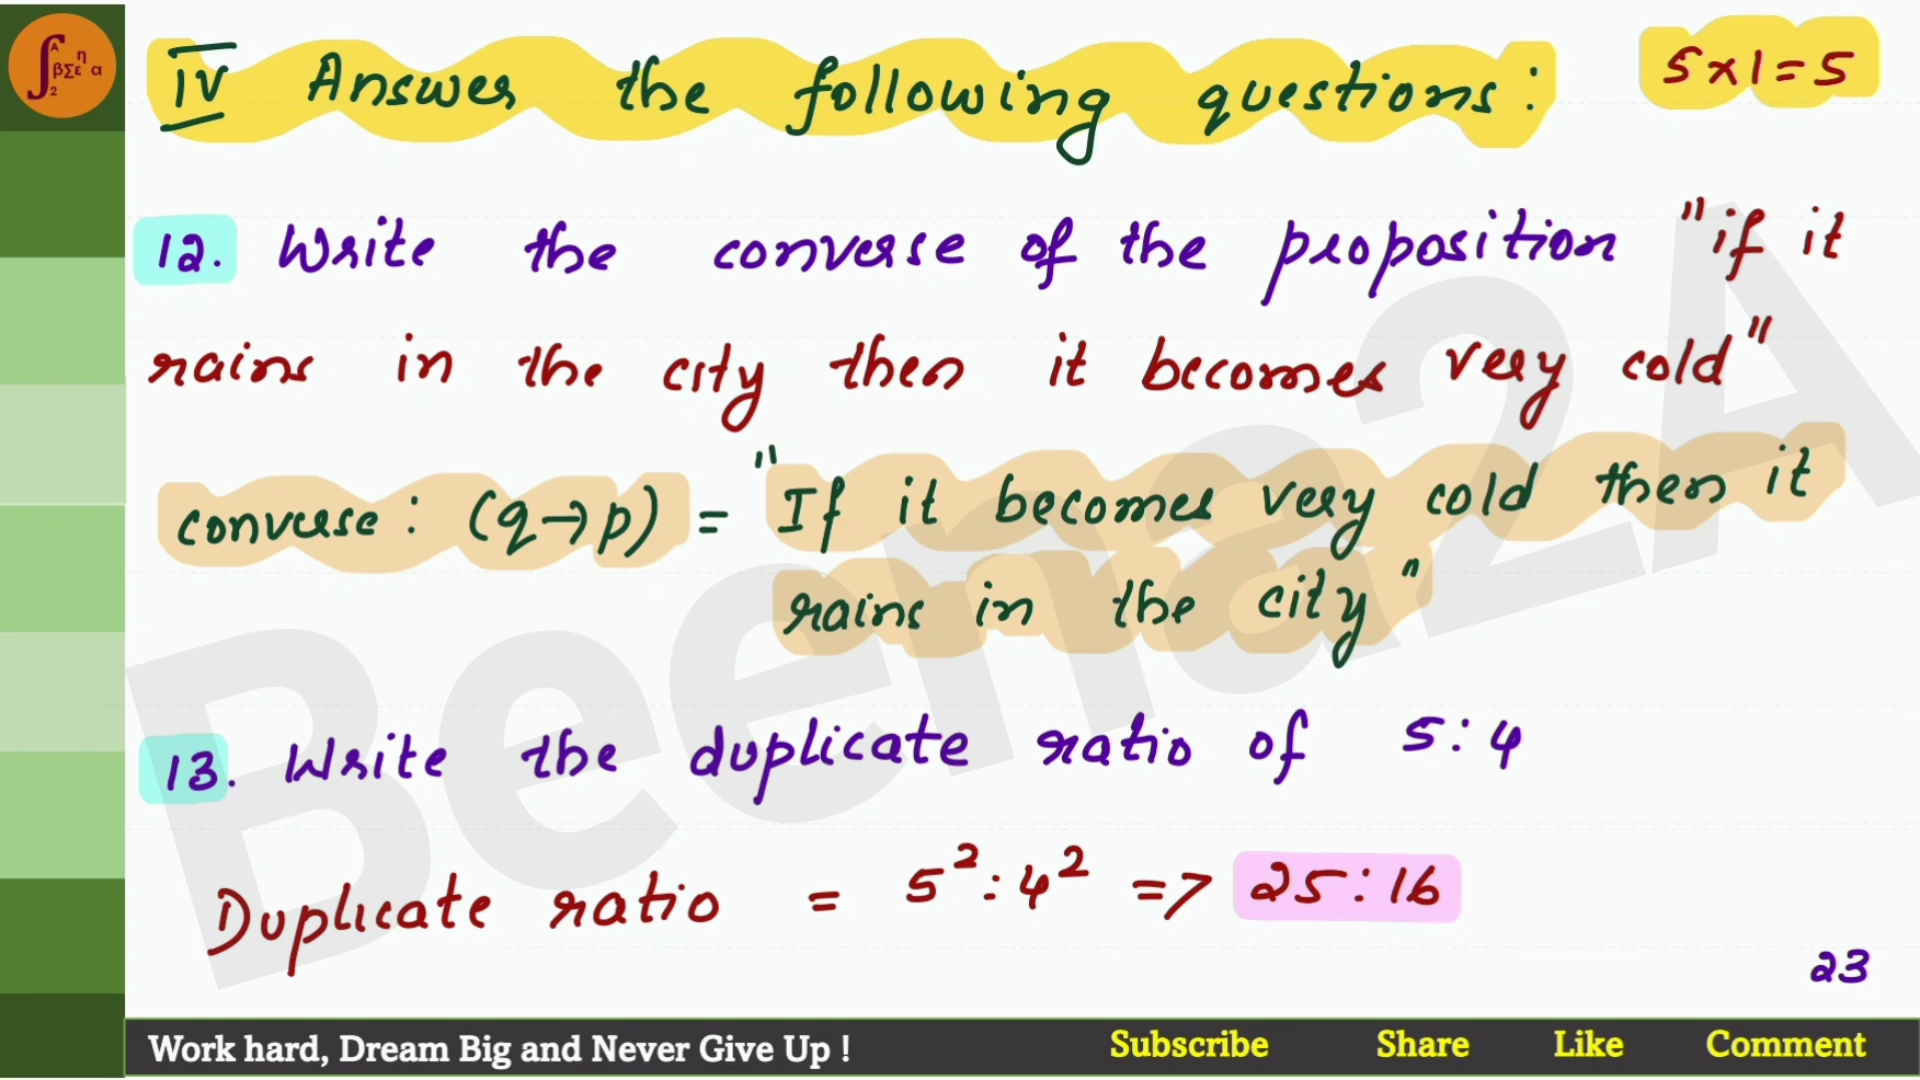 IV Answer the following questions: 5x1=5
12. Write the converse of the proposition "if it
rains in the city then it becomes very cold"
converse: (q→p) = "If it becomes very cold then it
rains in the city"
13. Write the duplicate ratio of 5:4
Duplicate ratio = 5²:4² => 25:16
23
Work hard, Dream Big and Never Give Up ! Subscribe Share Like Comment
Beena2A